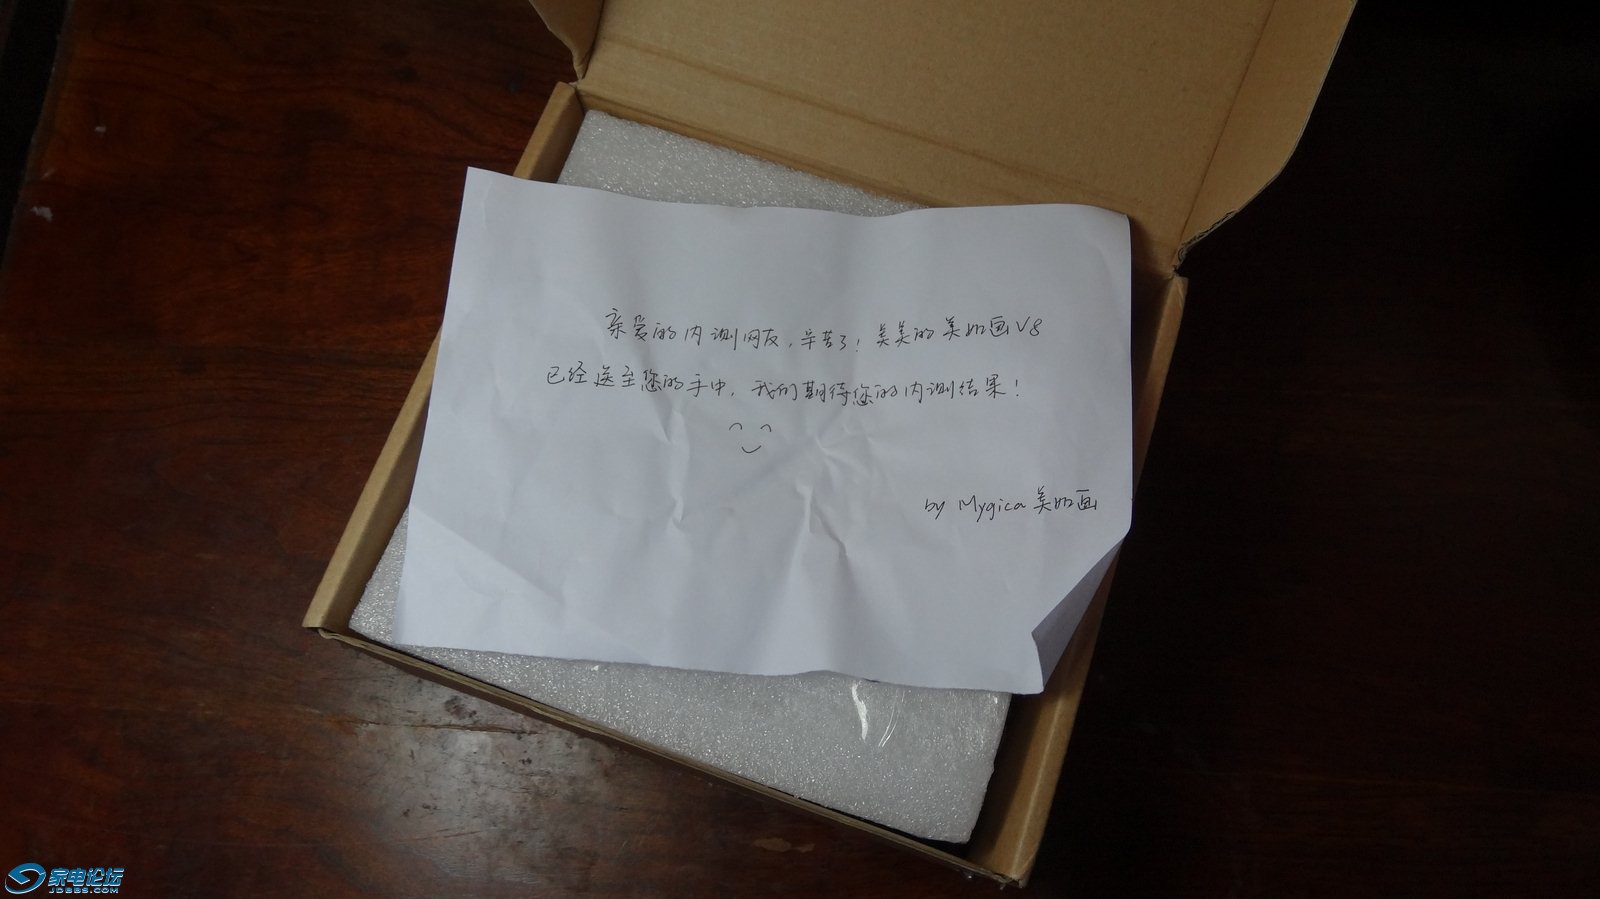 亲爱的内测网友，辛苦了！美美的美如画V8
已经送至您的手中，我们期待您的内测结果！
by Mygica 美如画
家电论坛
JDBBS.COM